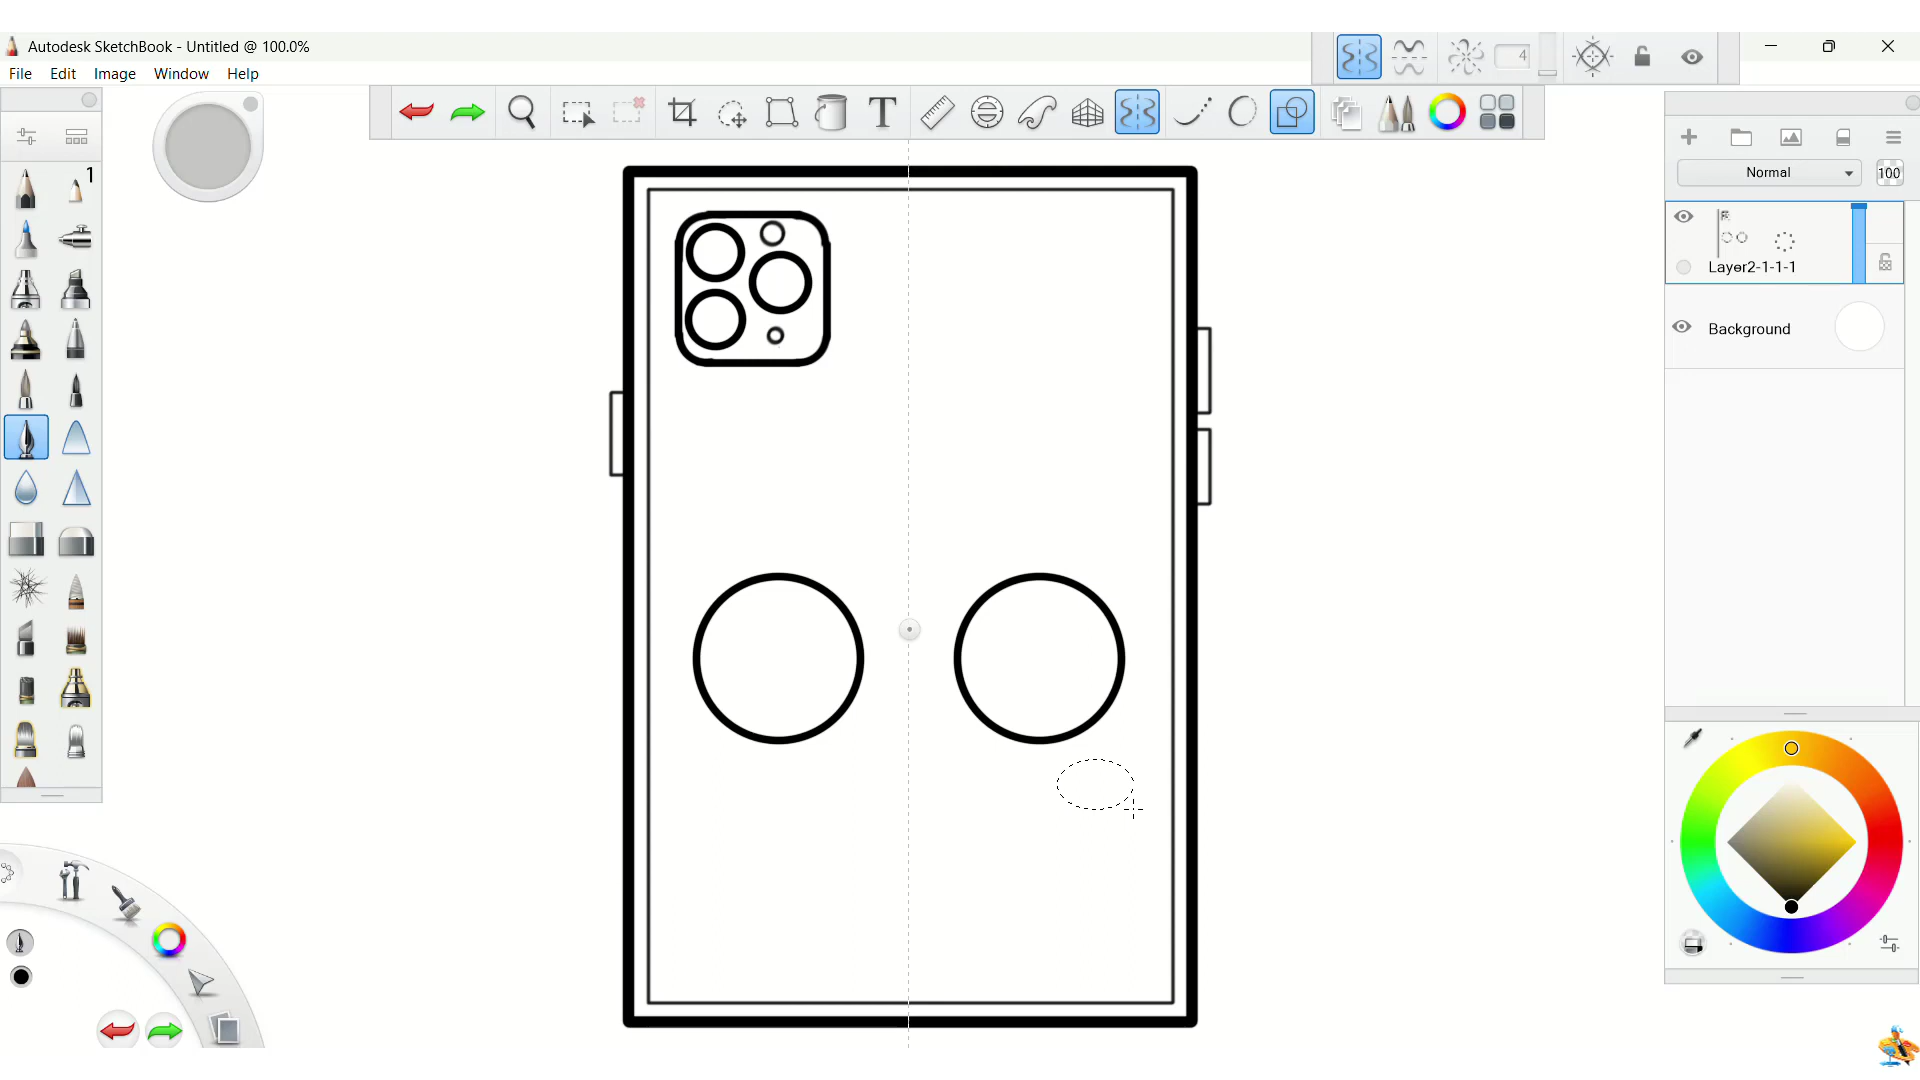 Autodesk SketchBook - Untitled @ 100.0%
File Edit Image Window Help
4
T
1
Normal 100
Layer2-1-1-1
Background